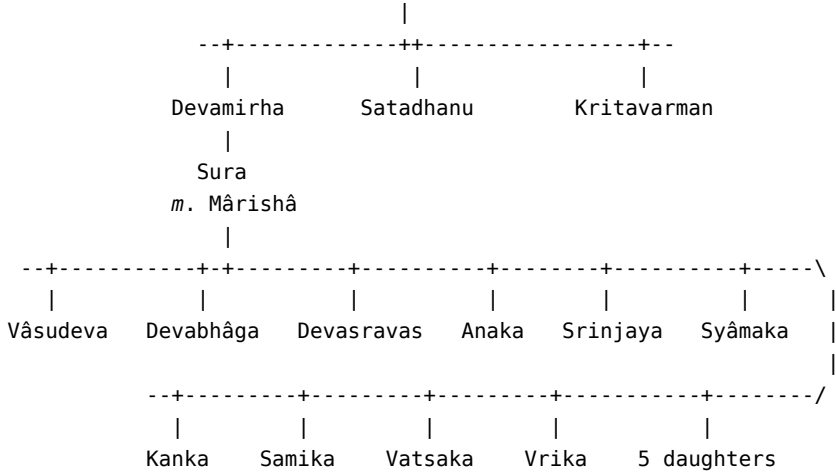 Devamirha Satadhanu Kritavarman
Sura
m. Mârishâ
Vâsudeva Devabhâga Devasravas Anaka Srinjaya Syâmaka
Kanka Samika Vatsaka Vrika 5 daughters